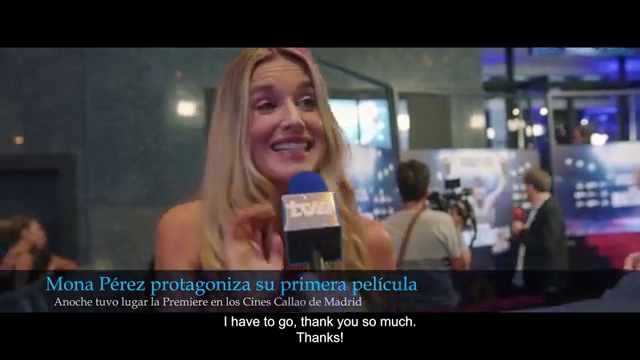 tve
Mona Pérez protagoniza su primera película
Anoche tuvo lugar la Premiere en los Cines Callao de Madrid
I have to go, thank you so much.
Thanks!